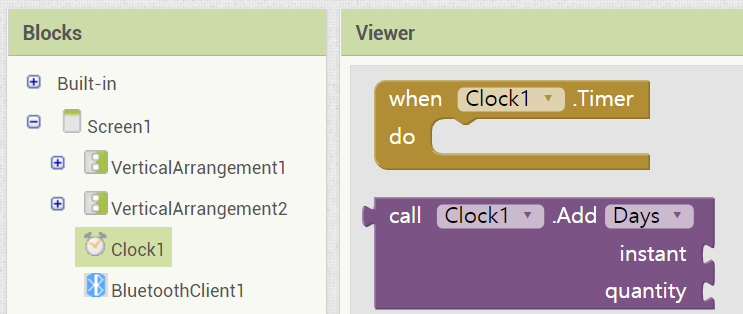 Blocks
Built-in
Screen1
VerticalArrangement1
VerticalArrangement2
Clock1
BluetoothClient1
Viewer
when Clock1 .Timer
do
call Clock1 .Add Days
instant
quantity